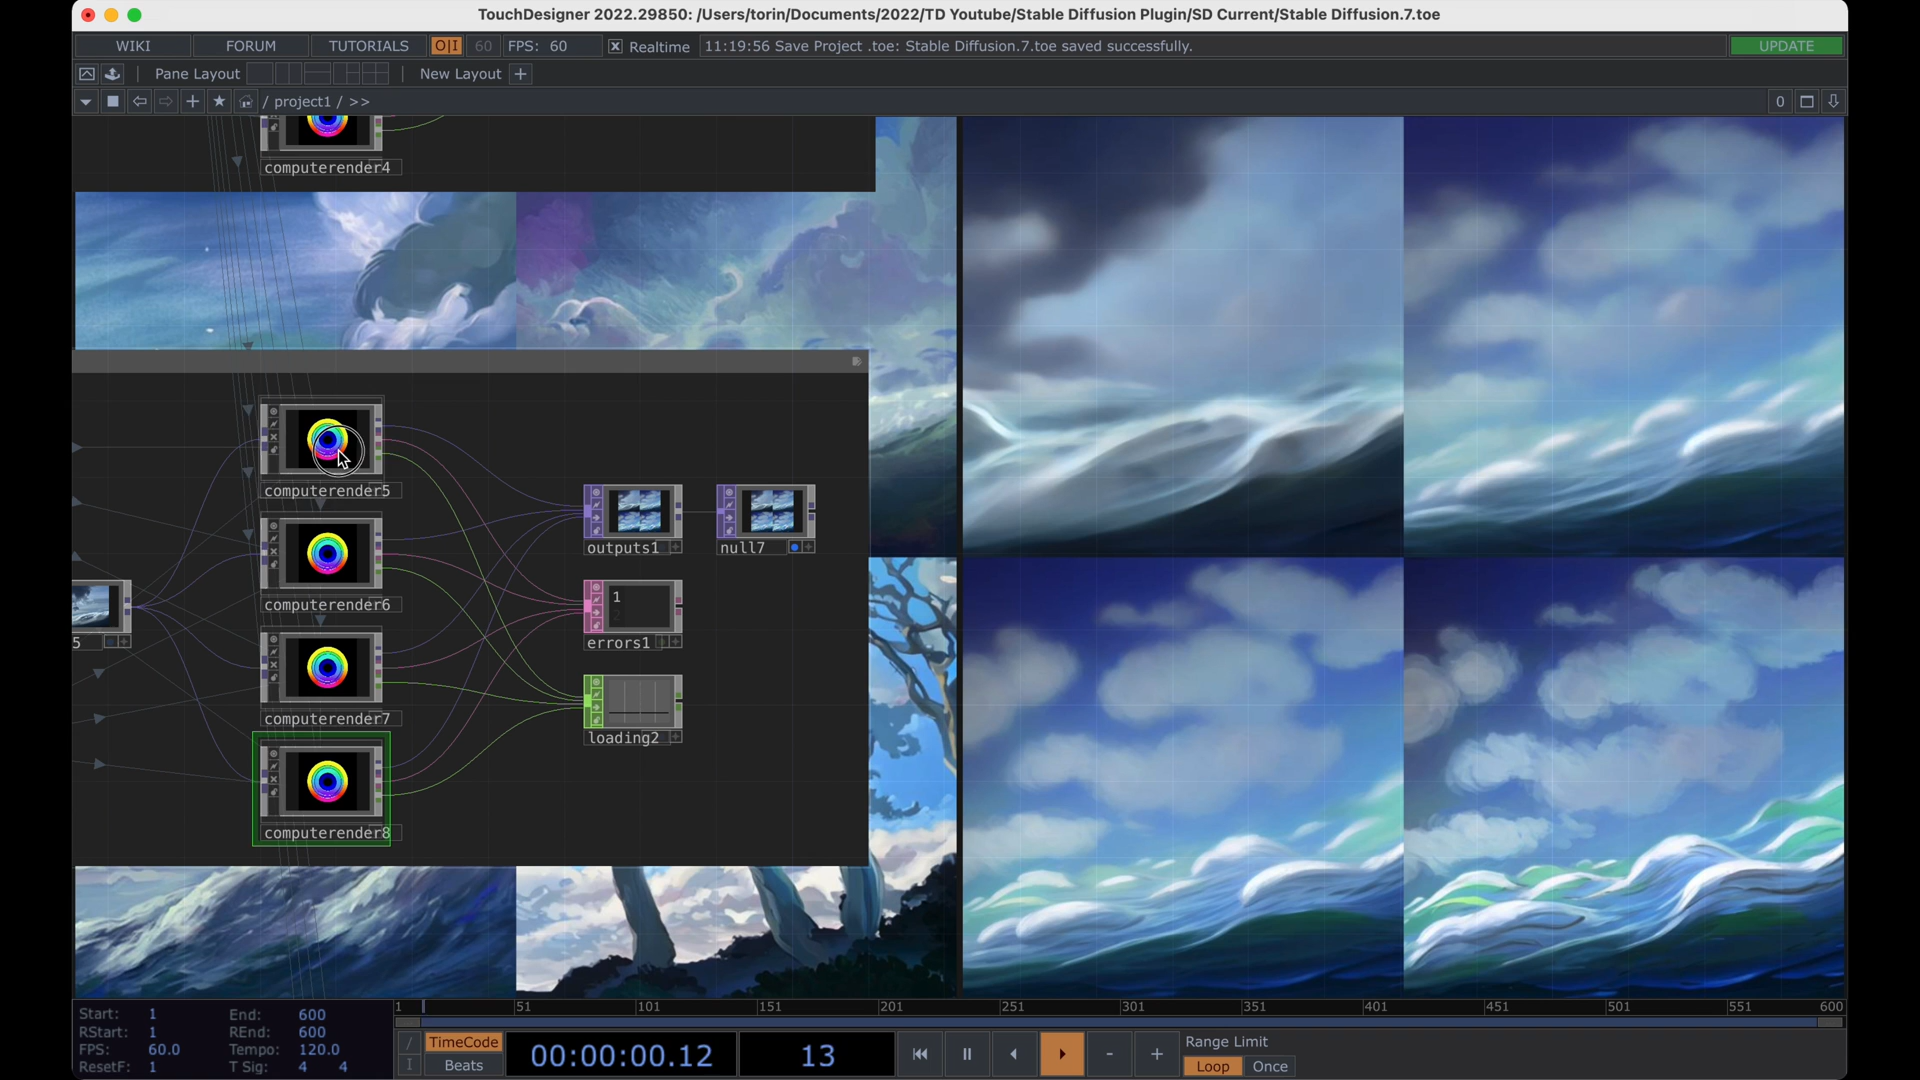 TouchDesigner 2022.29850: /Users/torin/Documents/2022/TD Youtube/Stable Diffusion Plugin/SD Current/Stable Diffusion.7.toe
WIKI FORUM TUTORIALS O|I 60 FPS: 60 Realtime 11:19:56 Save Project .toe: Stable Diffusion.7.toe saved successfully. UPDATE
Pane Layout New Layout +
/ project1 / >> 0
computerender4
computerender5
outputs1 null7
computerender6
1
2
5 errors1
computerender7
loading2
computerender8
1 51 101 151 201 251 301 351 401 451 501 551 600
Start: 1 End: 600
RStart: 1 REnd: 600
FPS: 60.0 Tempo: 120.0
ResetF: 1 T Sig: 4 4
/ TimeCode
I Beats
00:00:00.12 13 - +
Range Limit
Loop Once